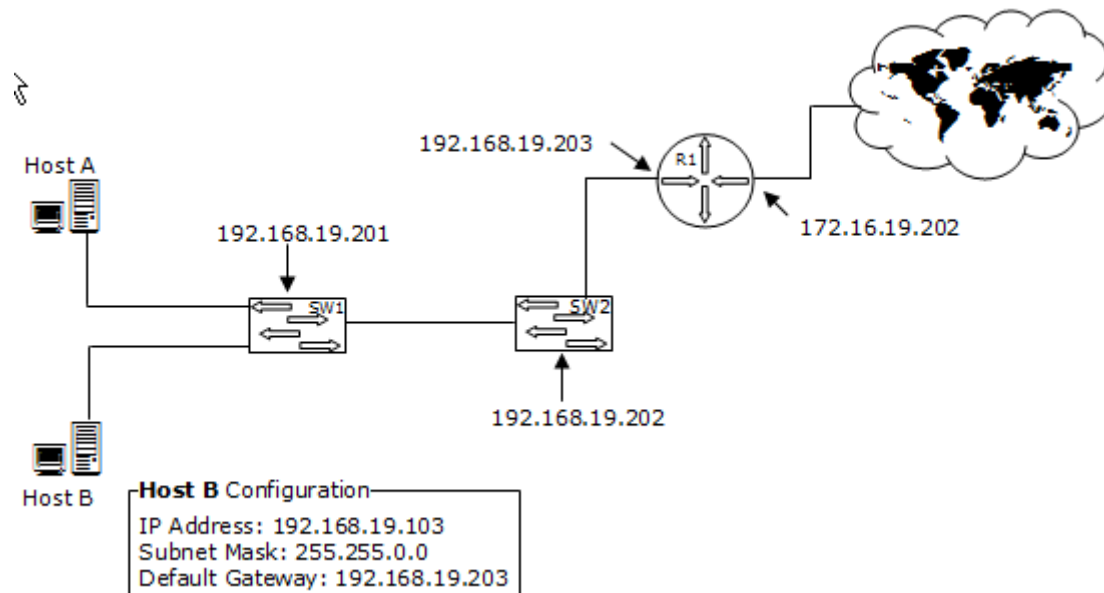 192.168.19.203
R1
Host A
172.16.19.202
192.168.19.201
SW1
SW2
192.168.19.202
Host B
Host B Configuration
IP Address: 192.168.19.103
Subnet Mask: 255.255.0.0
Default Gateway: 192.168.19.203